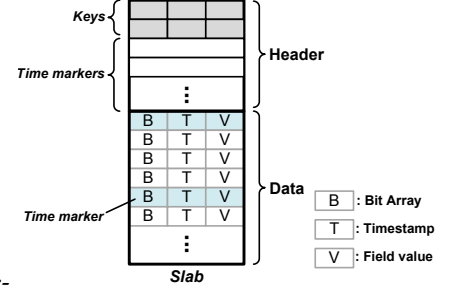 Keys
Header
Time markers
⋮
B T V
B T V
B T V
B T V
Data
B T V
Time marker
B T V
⋮
B : Bit Array
T : Timestamp
V : Field value
Slab